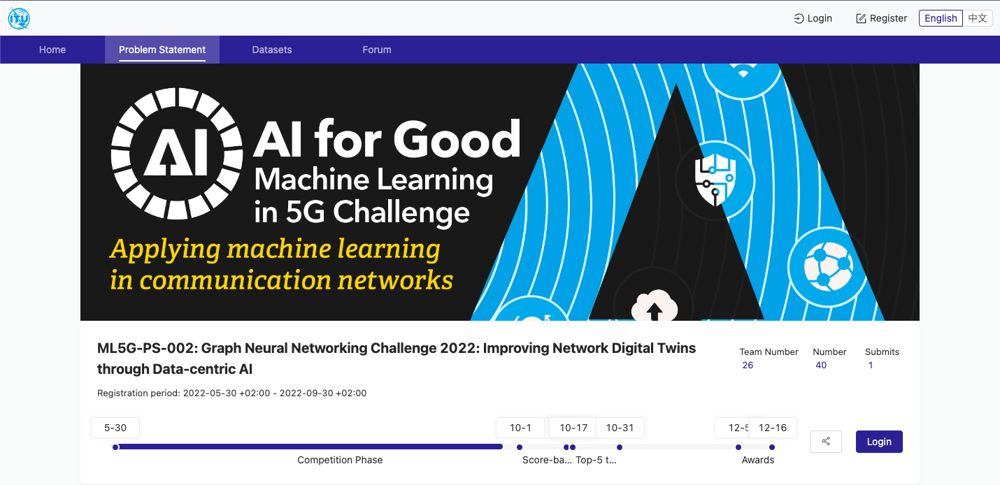 ITU
Login
Register
English
中文
Home
Problem Statement
Datasets
Forum
AI
AI for Good
Machine Learning
in 5G Challenge
Applying machine learning
in communication networks
ML5G-PS-002: Graph Neural Networking Challenge 2022: Improving Network Digital Twins
through Data-centric AI
Team Number
26
Number
40
Submits
1
Registration period: 2022-05-30 +02:00 - 2022-09-30 +02:00
5-30
10-1
10-17
10-31
12-5
12-16
Competition Phase
Score-ba...
Top-5 t...
Awards
Login